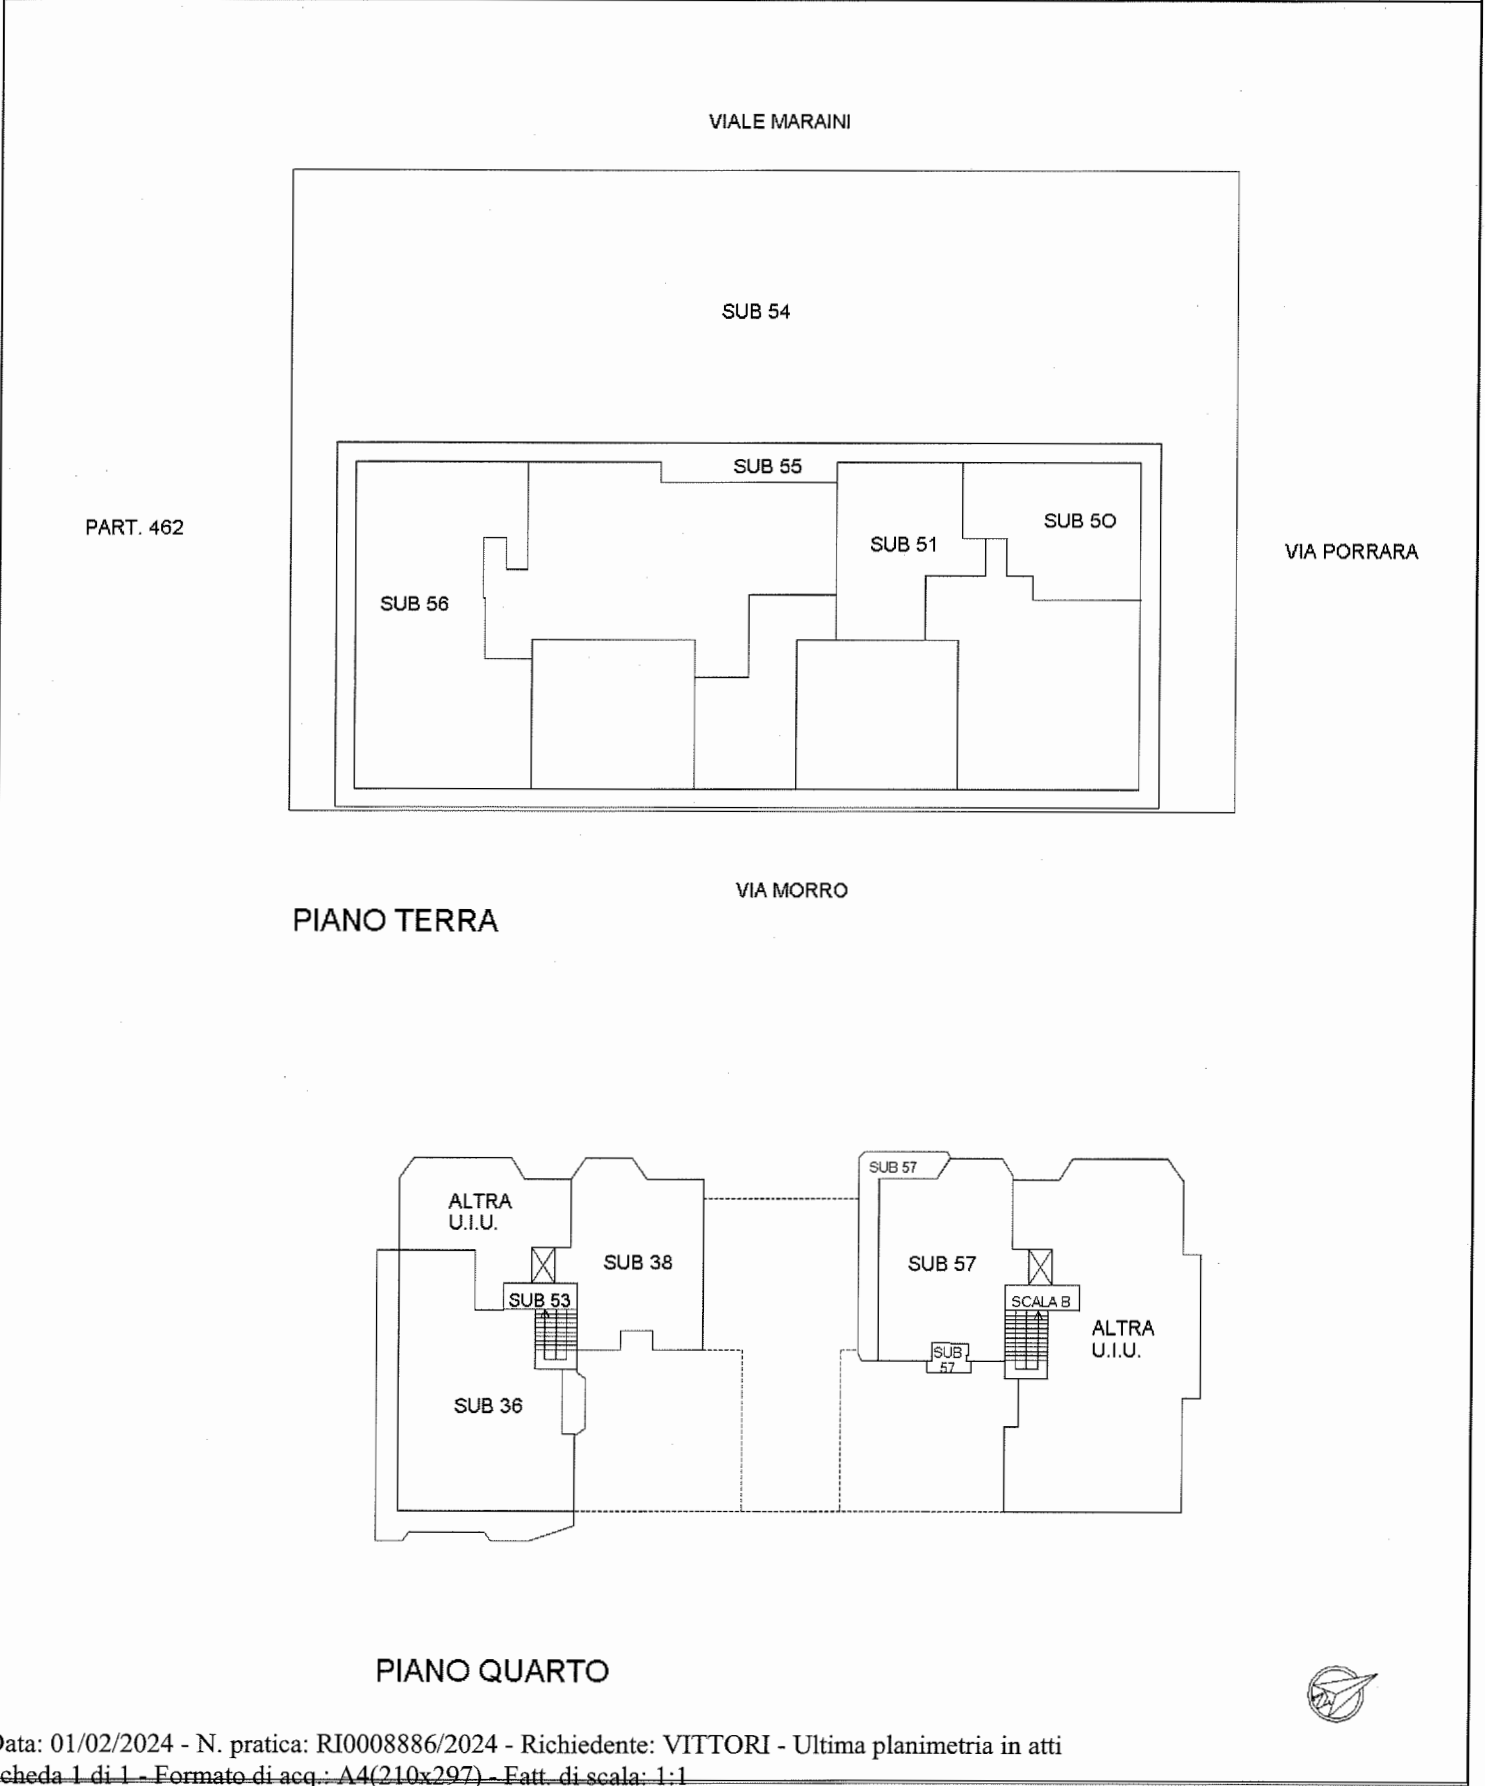 VIALE MARAINI
SUB 54
SUB 55
SUB 50
SUB 51
PART. 462
VIA PORRARA
SUB 56
VIA MORRO
PIANO TERRA
SUB 57
ALTRA
U.I.U.
SUB 38
SUB 57
SUB 53
SCALA B
ALTRA
U.I.U.
SUB
57
SUB 36
PIANO QUARTO
Data: 01/02/2024 - N. pratica: RI0008886/2024 - Richiedente: VITTORI - Ultima planimetria in atti
cheda 1 di 1 - Formato di acq.: A4(210x297) - Fatt. di scala: 1:1